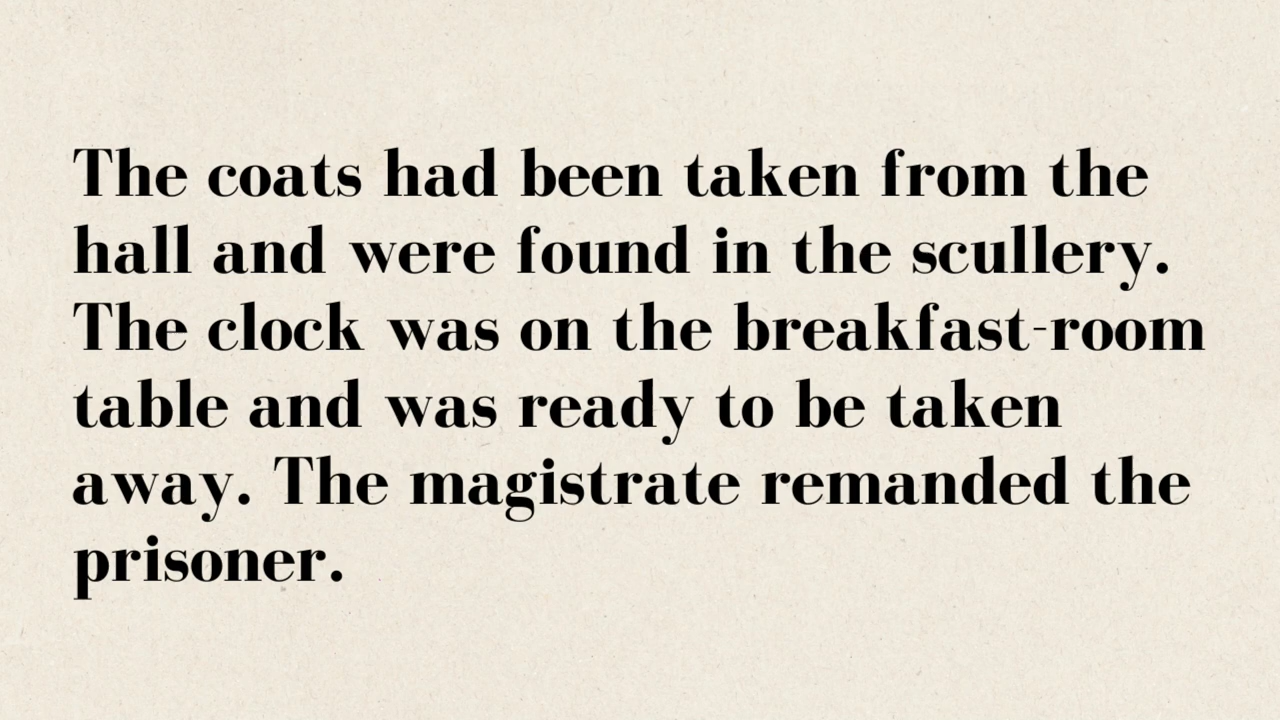 The coats had been taken from the
hall and were found in the scullery.
The clock was on the breakfast-room
table and was ready to be taken
away. The magistrate remanded the
prisoner.